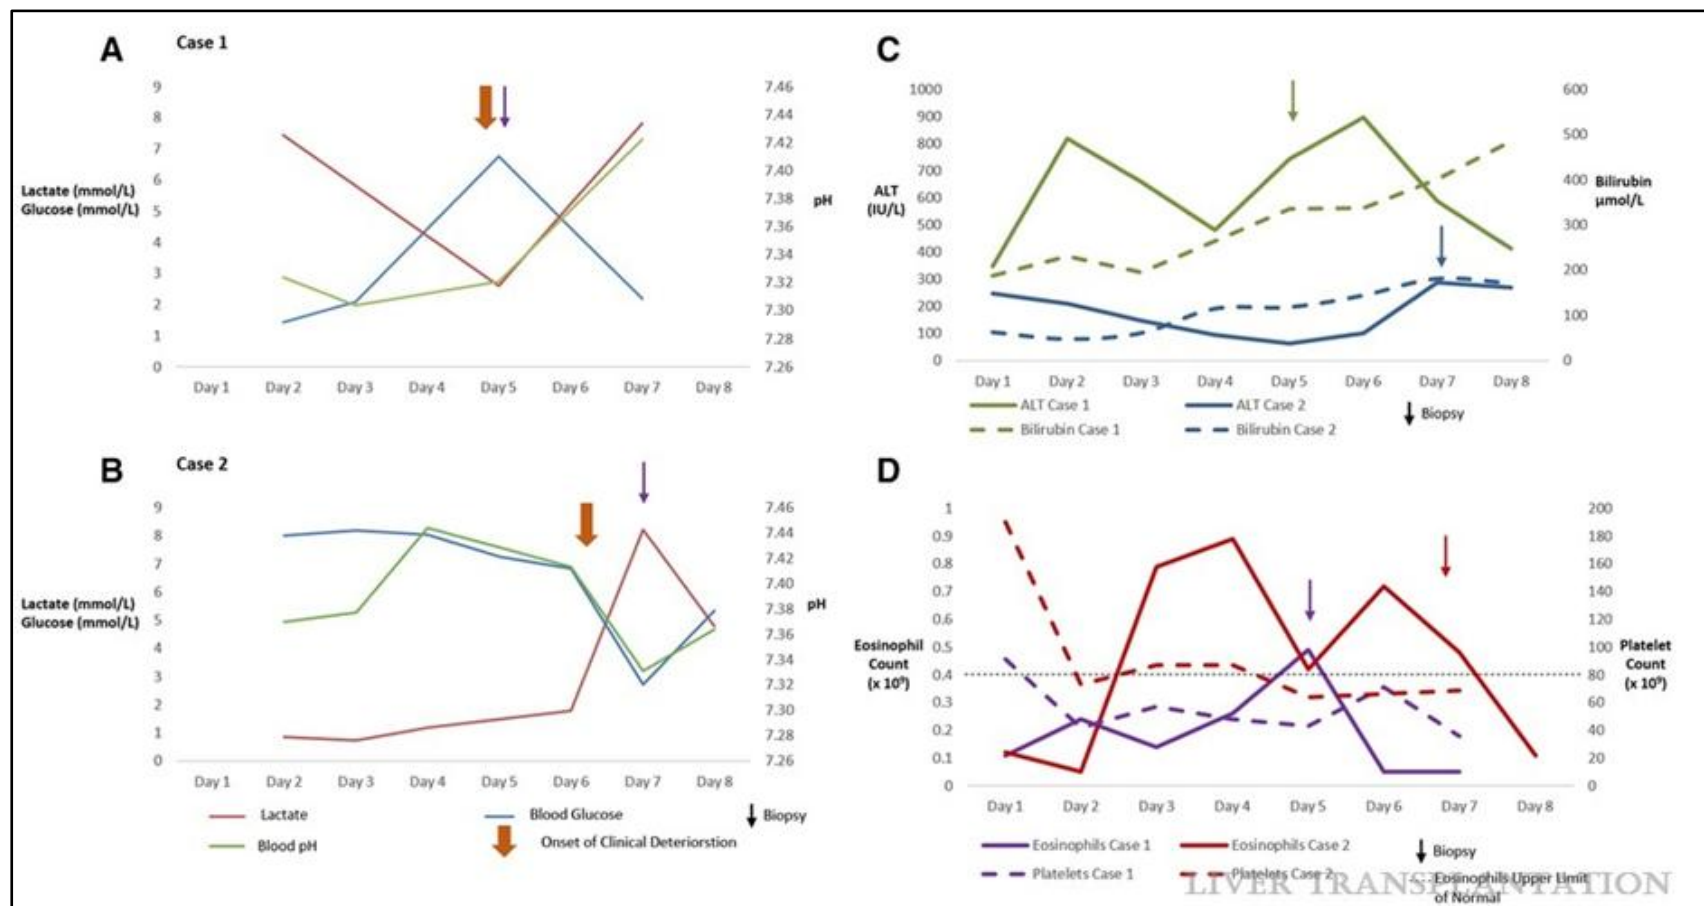 A
Case 1
9
8
7
6
5
4
3
2
1
0
Lactate (mmol/L)
Glucose (mmol/L)
7.46
7.44
7.42
7.40
7.38
7.36
7.34
7.32
7.30
7.28
7.26
pH
Day 1 Day 2 Day 3 Day 4 Day 5 Day 6 Day 7 Day 8
B
Case 2
9
8
7
6
5
4
3
2
1
0
Lactate (mmol/L)
Glucose (mmol/L)
7.46
7.44
7.42
7.40
7.38
7.36
7.34
7.32
7.30
7.28
7.26
pH
Day 1 Day 2 Day 3 Day 4 Day 5 Day 6 Day 7 Day 8
Lactate Blood Glucose Biopsy
Blood pH Onset of Clinical Deteriorstion
C
1000
900
800
700
600
500
400
300
200
100
0
ALT
(IU/L)
600
500
400
300
200
100
0
Bilirubin
µmol/L
Day 1 Day 2 Day 3 Day 4 Day 5 Day 6 Day 7 Day 8
ALT Case 1 ALT Case 2 Biopsy
Bilirubin Case 1 Bilirubin Case 2
D
1
0.9
0.8
0.7
0.6
0.5
0.4
0.3
0.2
0.1
0
Eosinophil
Count
(x 10⁹)
200
180
160
140
120
100
80
60
40
20
0
Platelet
Count
(x 10⁹)
Day 1 Day 2 Day 3 Day 4 Day 5 Day 6 Day 7 Day 8
Eosinophils Case 1 Eosinophils Case 2 Biopsy
Platelets Case 1 Platelets Case 2 Eosinophils Upper Limit
of Normal
LIVER TRANSPLANTATION